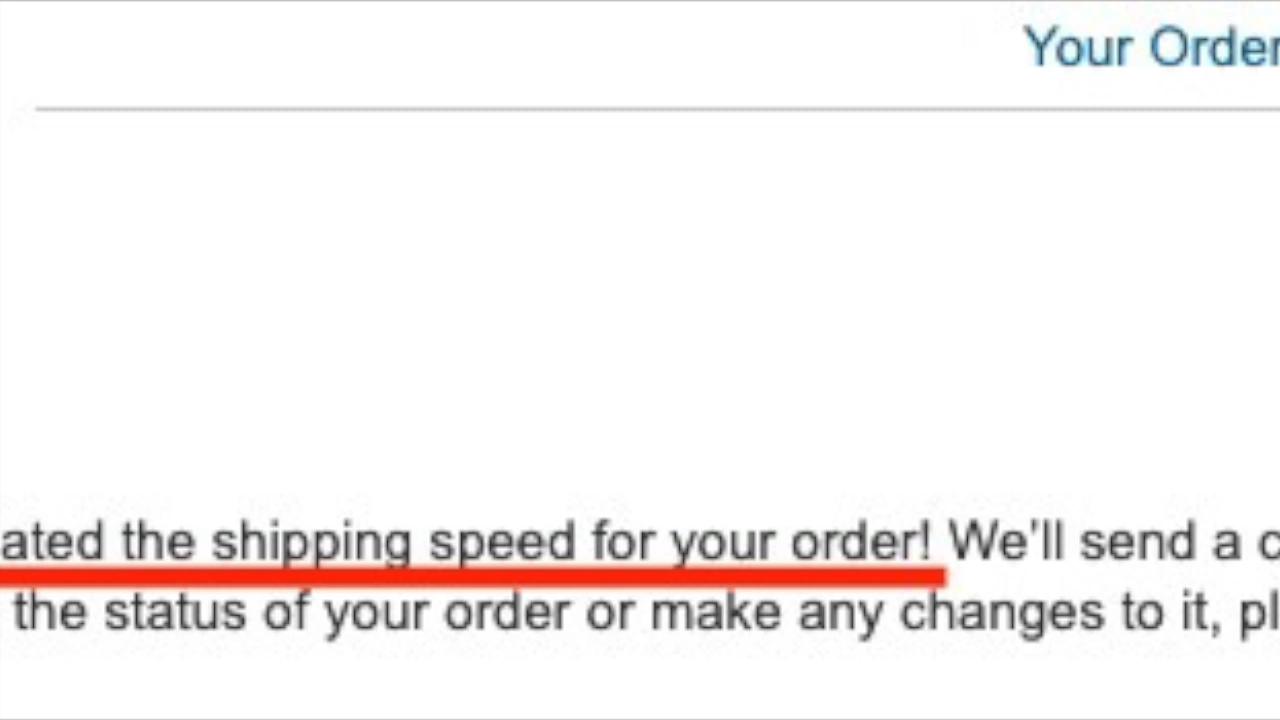 Your Order
ated the shipping speed for your order! We'll send a c
the status of your order or make any changes to it, pl